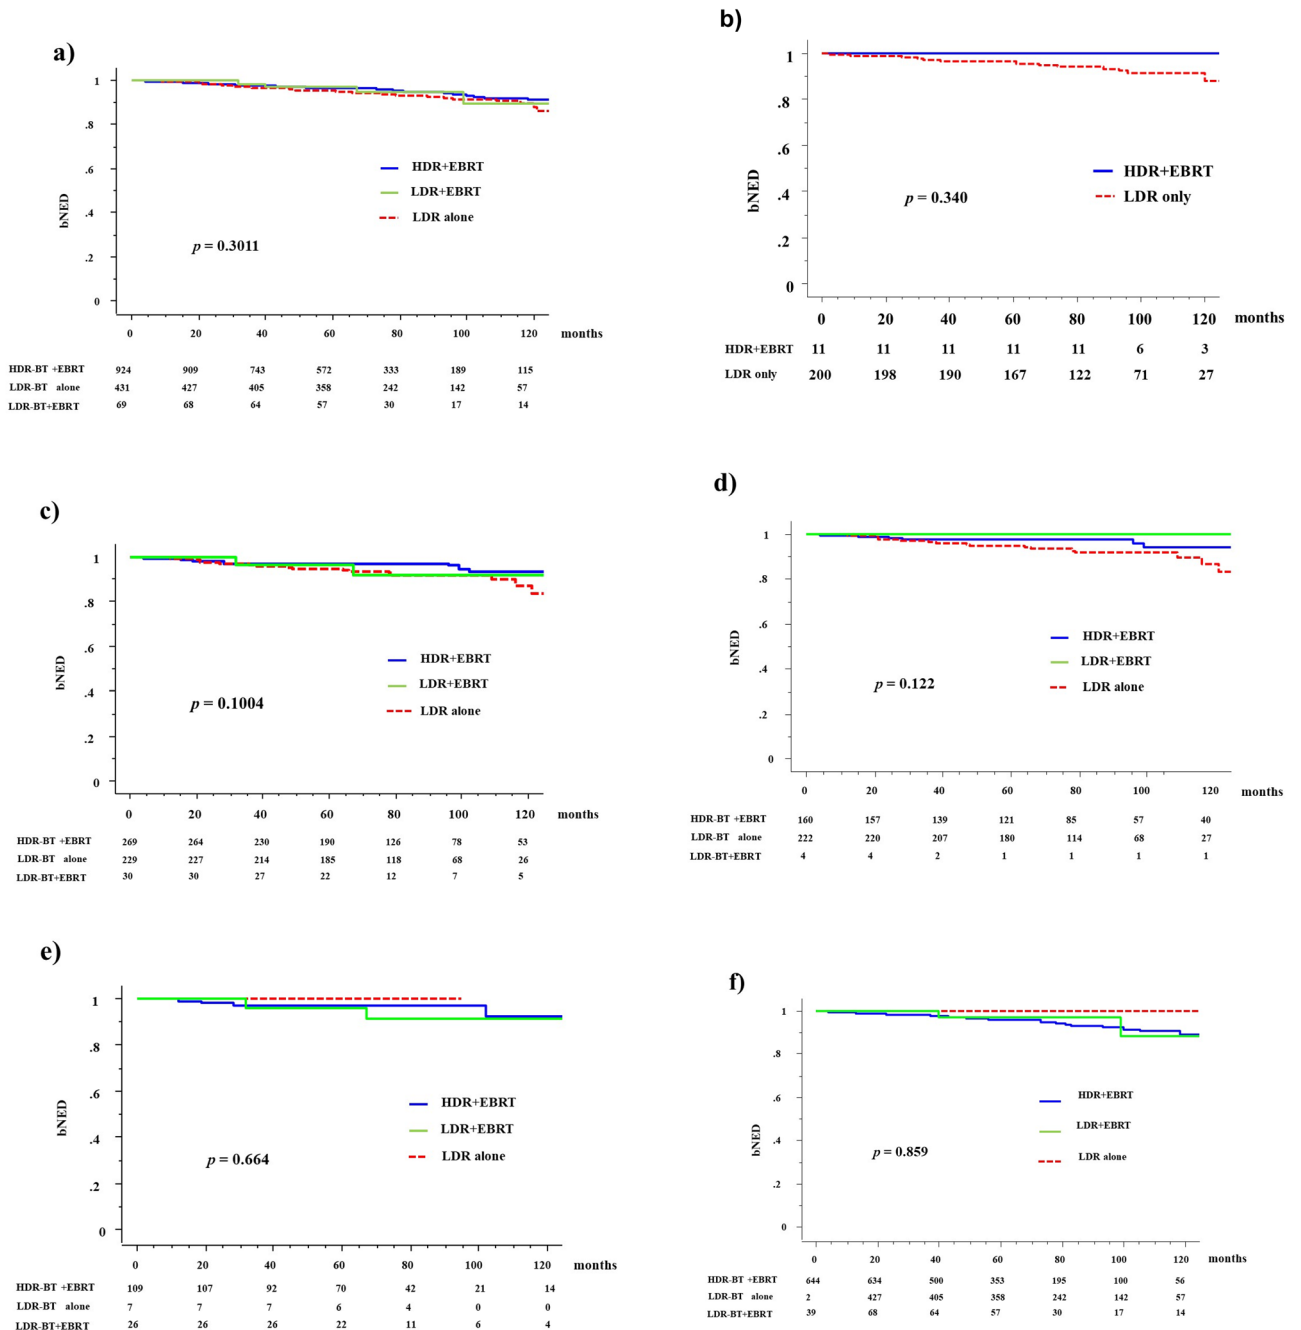 a)
1
.8
.6
.4
.2
0
bNED
HDR+EBRT
LDR+EBRT
LDR alone
p = 0.3011
0 20 40 60 80 100 120 months
HDR-BT +EBRT 924 909 743 572 333 189 115
LDR-BT alone 431 427 405 358 242 142 57
LDR-BT+EBRT 69 68 64 57 30 17 14
b)
1
.8
.6
.4
.2
0
bNED
HDR+EBRT
LDR only
p = 0.340
0 20 40 60 80 100 120 months
HDR+EBRT 11 11 11 11 11 6 3
LDR only 200 198 190 167 122 71 27
c)
1
.8
.6
.4
.2
0
bNED
HDR+EBRT
LDR+EBRT
LDR alone
p = 0.1004
0 20 40 60 80 100 120 months
HDR-BT +EBRT 269 264 230 190 126 78 53
LDR-BT alone 229 227 214 185 118 68 26
LDR-BT+EBRT 30 30 27 22 12 7 5
d)
1
.8
.6
.4
.2
0
bNED
HDR+EBRT
LDR+EBRT
LDR alone
p = 0.122
0 20 40 60 80 100 120 months
HDR-BT +EBRT 160 157 139 121 85 57 40
LDR-BT alone 222 220 207 180 114 68 27
LDR-BT+EBRT 4 4 2 1 1 1 1
e)
1
.8
.6
.4
.2
0
bNED
HDR+EBRT
LDR+EBRT
LDR alone
p = 0.664
0 20 40 60 80 100 120 months
HDR-BT +EBRT 109 107 92 70 42 21 14
LDR-BT alone 7 7 7 6 4 0 0
LDR-BT+EBRT 26 26 26 22 11 6 4
f)
1
.8
.6
.4
.2
0
bNED
HDR+EBRT
LDR+EBRT
LDR alone
p = 0.859
0 20 40 60 80 100 120 months
HDR-BT +EBRT 644 634 500 353 195 100 56
LDR-BT alone 2 427 405 358 242 142 57
LDR-BT+EBRT 39 68 64 57 30 17 14